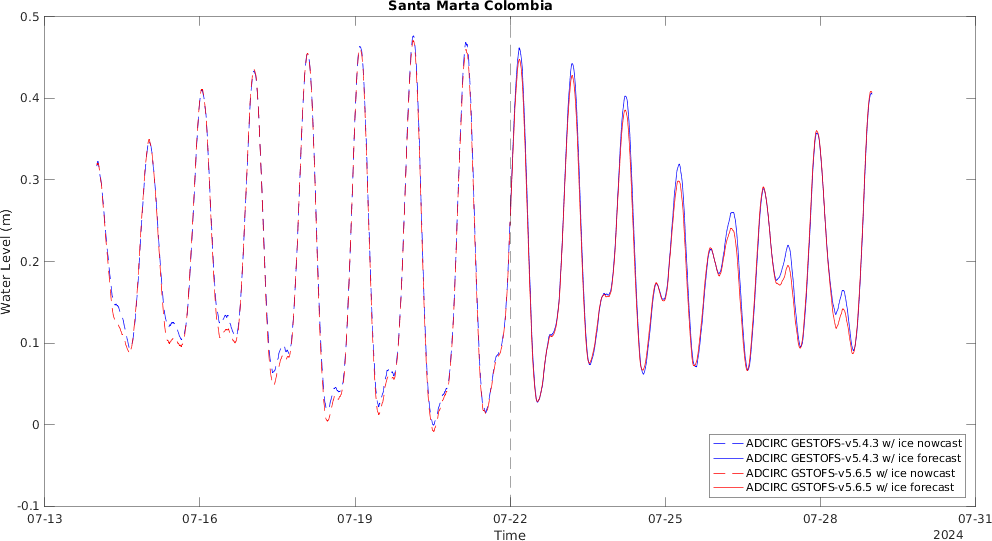 Santa Marta Colombia
0.5
0.4
0.3
0.2
0.1
0
-0.1
Water Level (m)
07-13
07-16
07-19
07-22
07-25
07-28
07-31
Time
2024
ADCIRC GESTOFS-v5.4.3 w/ ice nowcast
ADCIRC GESTOFS-v5.4.3 w/ ice forecast
ADCIRC GSTOFS-v5.6.5 w/ ice nowcast
ADCIRC GSTOFS-v5.6.5 w/ ice forecast